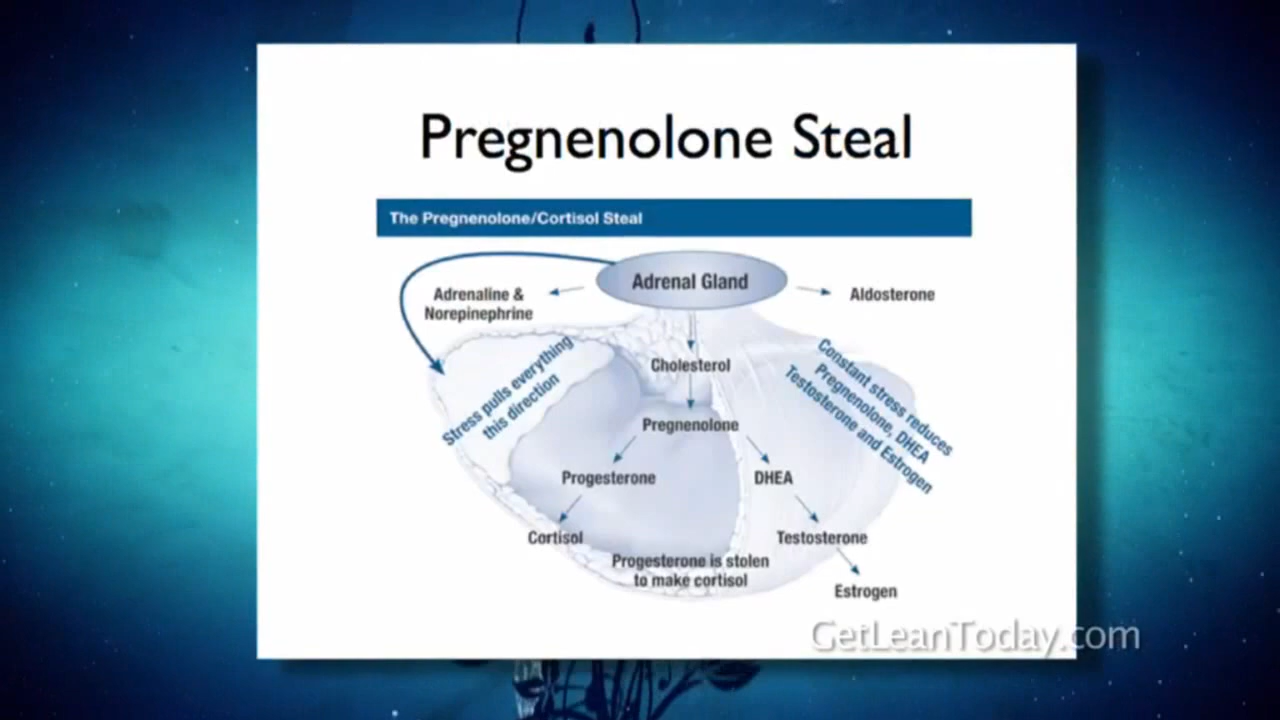 Pregnenolone Steal
The Pregnenolone/Cortisol Steal
Adrenal Gland
Adrenaline &
Norepinephrine
Aldosterone
Stress pulls everything
this direction
Cholesterol
Constant stress reduces
Pregnenolone, DHEA
Testosterone and Estrogen
Pregnenolone
Progesterone
DHEA
Cortisol
Testosterone
Progesterone is stolen
to make cortisol
Estrogen
GetLeanToday.com